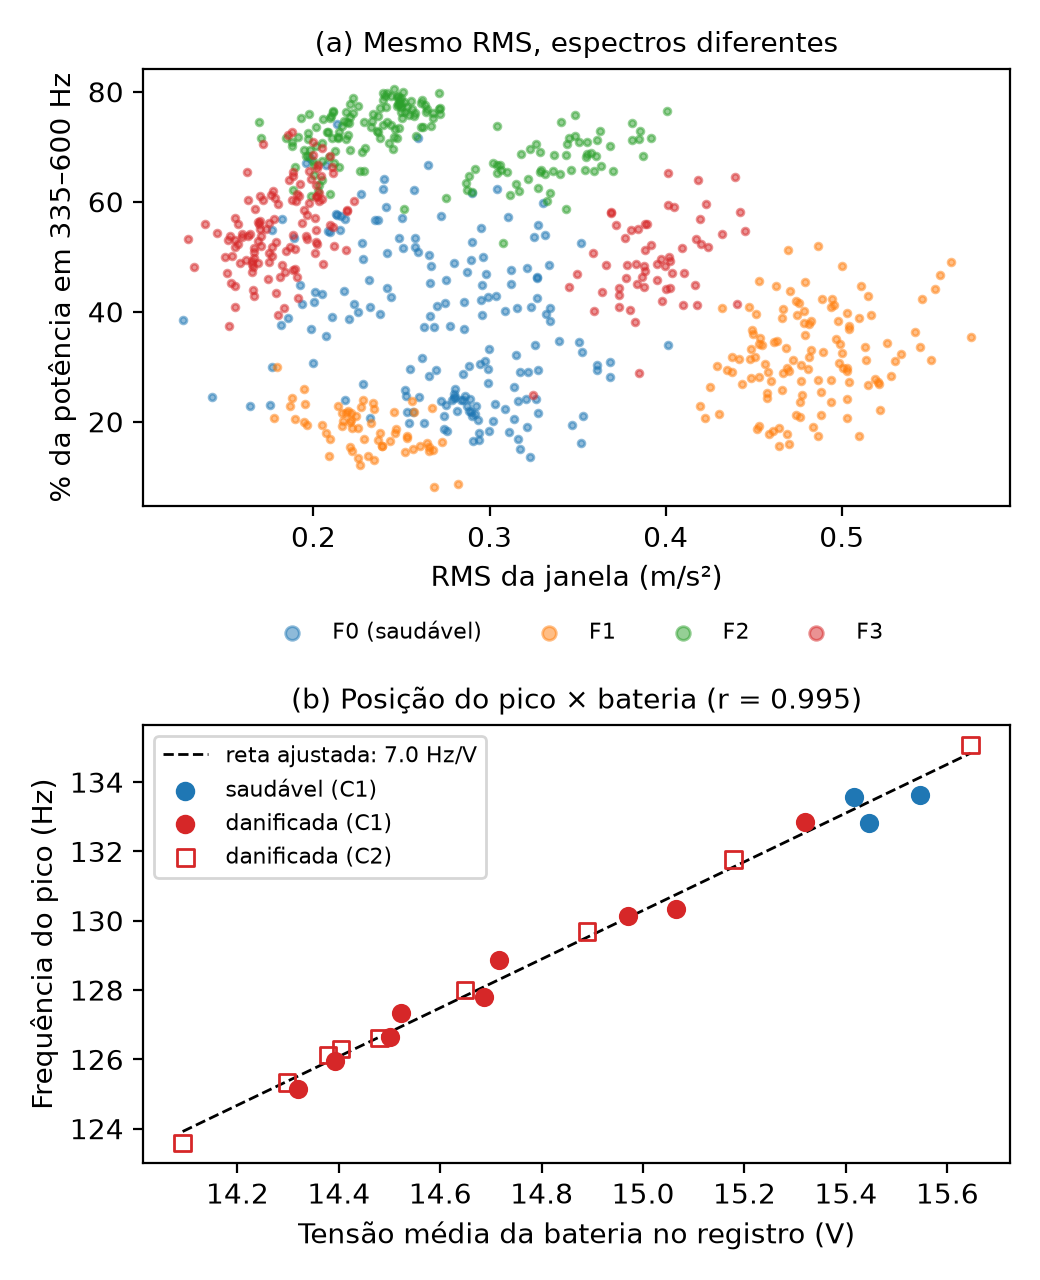 (a) Mesmo RMS, espectros diferentes
% da potência em 335–600 Hz
80
60
40
20
0.2 0.3 0.4 0.5
RMS da janela (m/s²)
F0 (saudável) F1 F2 F3
(b) Posição do pico × bateria (r = 0.995)
Frequência do pico (Hz)
134
132
130
128
126
124
reta ajustada: 7.0 Hz/V
saudável (C1)
danificada (C1)
danificada (C2)
14.2 14.4 14.6 14.8 15.0 15.2 15.4 15.6
Tensão média da bateria no registro (V)